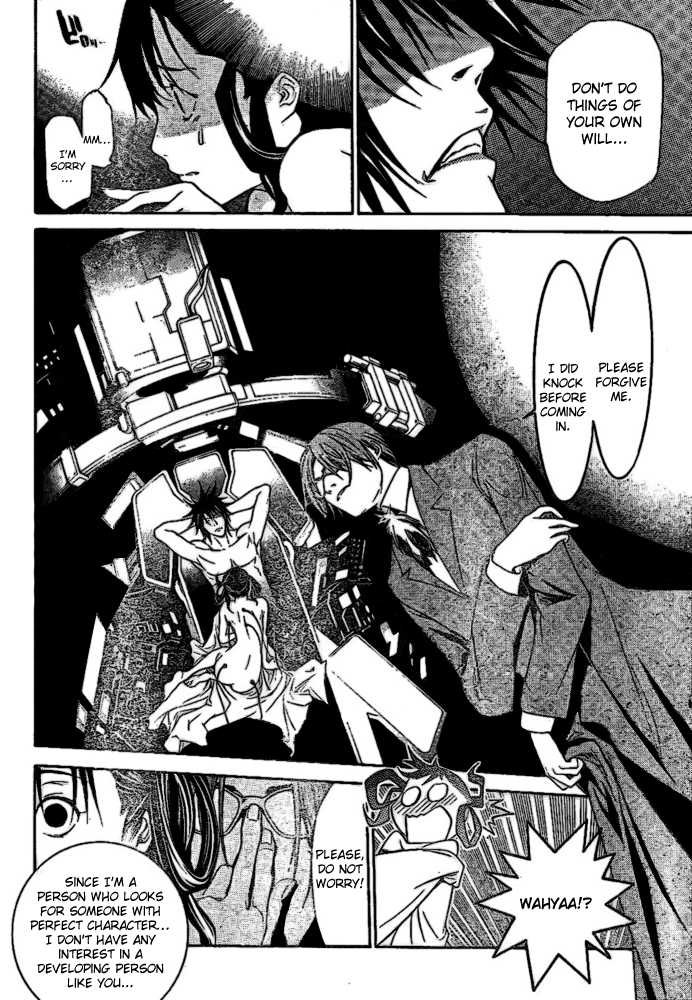 DON'T DO
THINGS OF
YOUR OWN
WILL...
MM...
I'M
SORRY
...
PLEASE
FORGIVE
ME.
I DID
KNOCK
BEFORE
COMING
IN.
WAHYAA!?
PLEASE,
DO NOT
WORRY!
SINCE I'M A
PERSON WHO LOOKS
FOR SOMEONE WITH
PERFECT CHARACTER...
I DON'T HAVE ANY
INTEREST IN A
DEVELOPING PERSON
LIKE YOU...